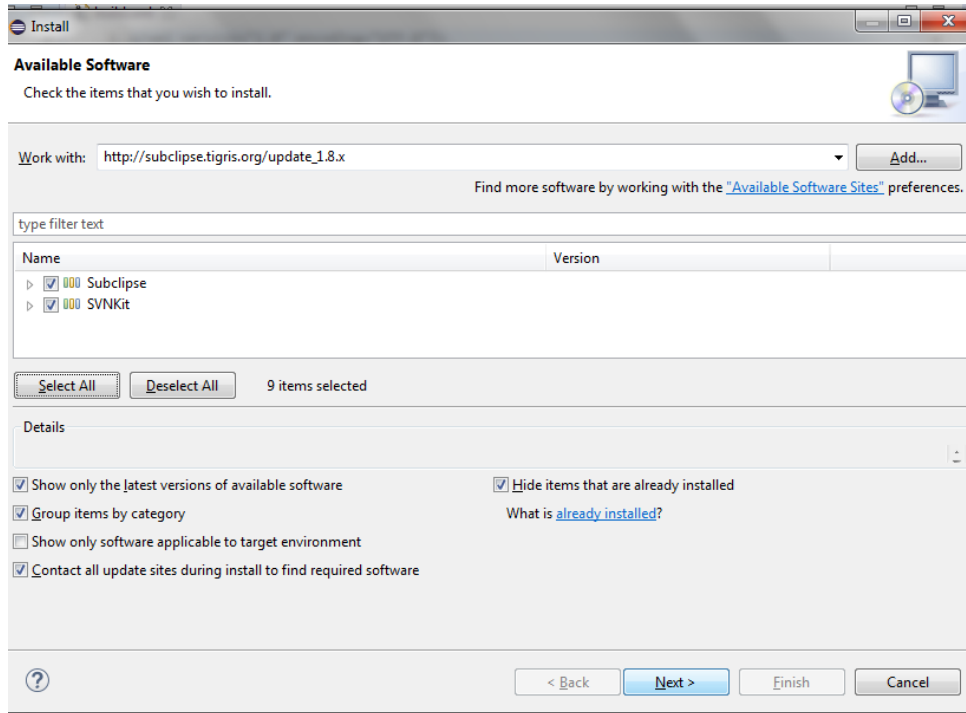 Install
Available Software
Check the items that you wish to install.
Work with: http://subclipse.tigris.org/update_1.8.x Add...
Find more software by working with the "Available Software Sites" preferences.
type filter text
Name Version
Subclipse
SVNKit
Select All Deselect All 9 items selected
Details
Show only the latest versions of available software Hide items that are already installed
Group items by category What is already installed?
Show only software applicable to target environment
Contact all update sites during install to find required software
? < Back Next > Finish Cancel